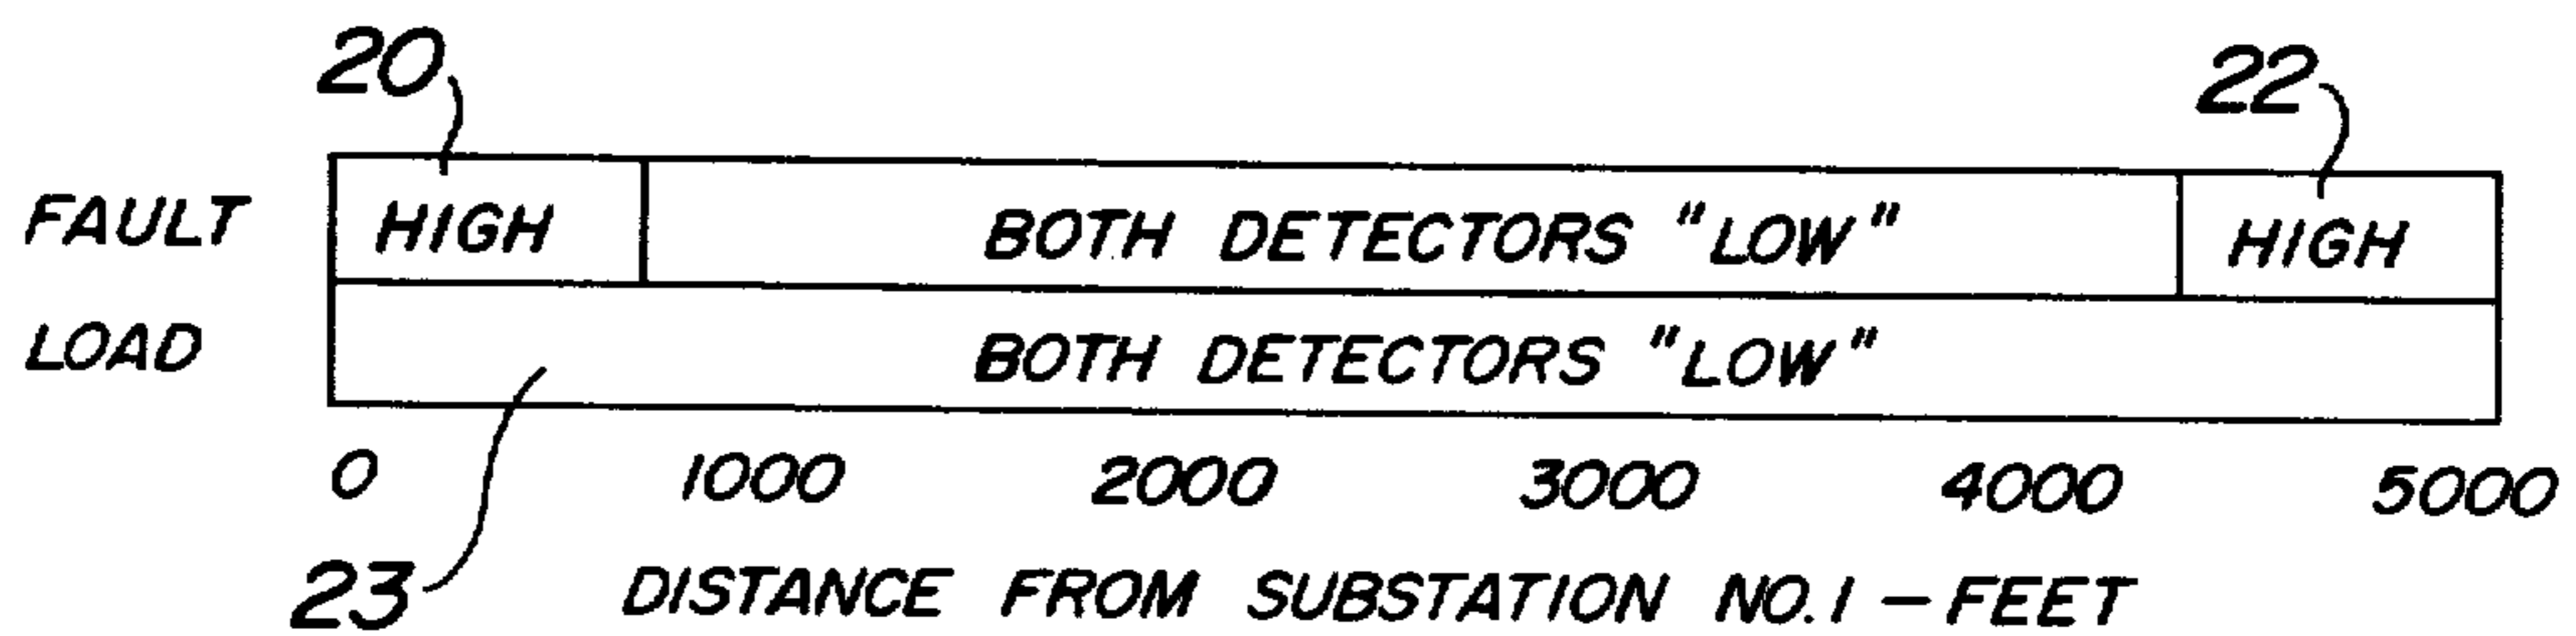 20 22
FAULT HIGH BOTH DETECTORS "LOW" HIGH
LOAD BOTH DETECTORS "LOW"
0 1000 2000 3000 4000 5000
23 DISTANCE FROM SUBSTATION NO. 1 — FEET